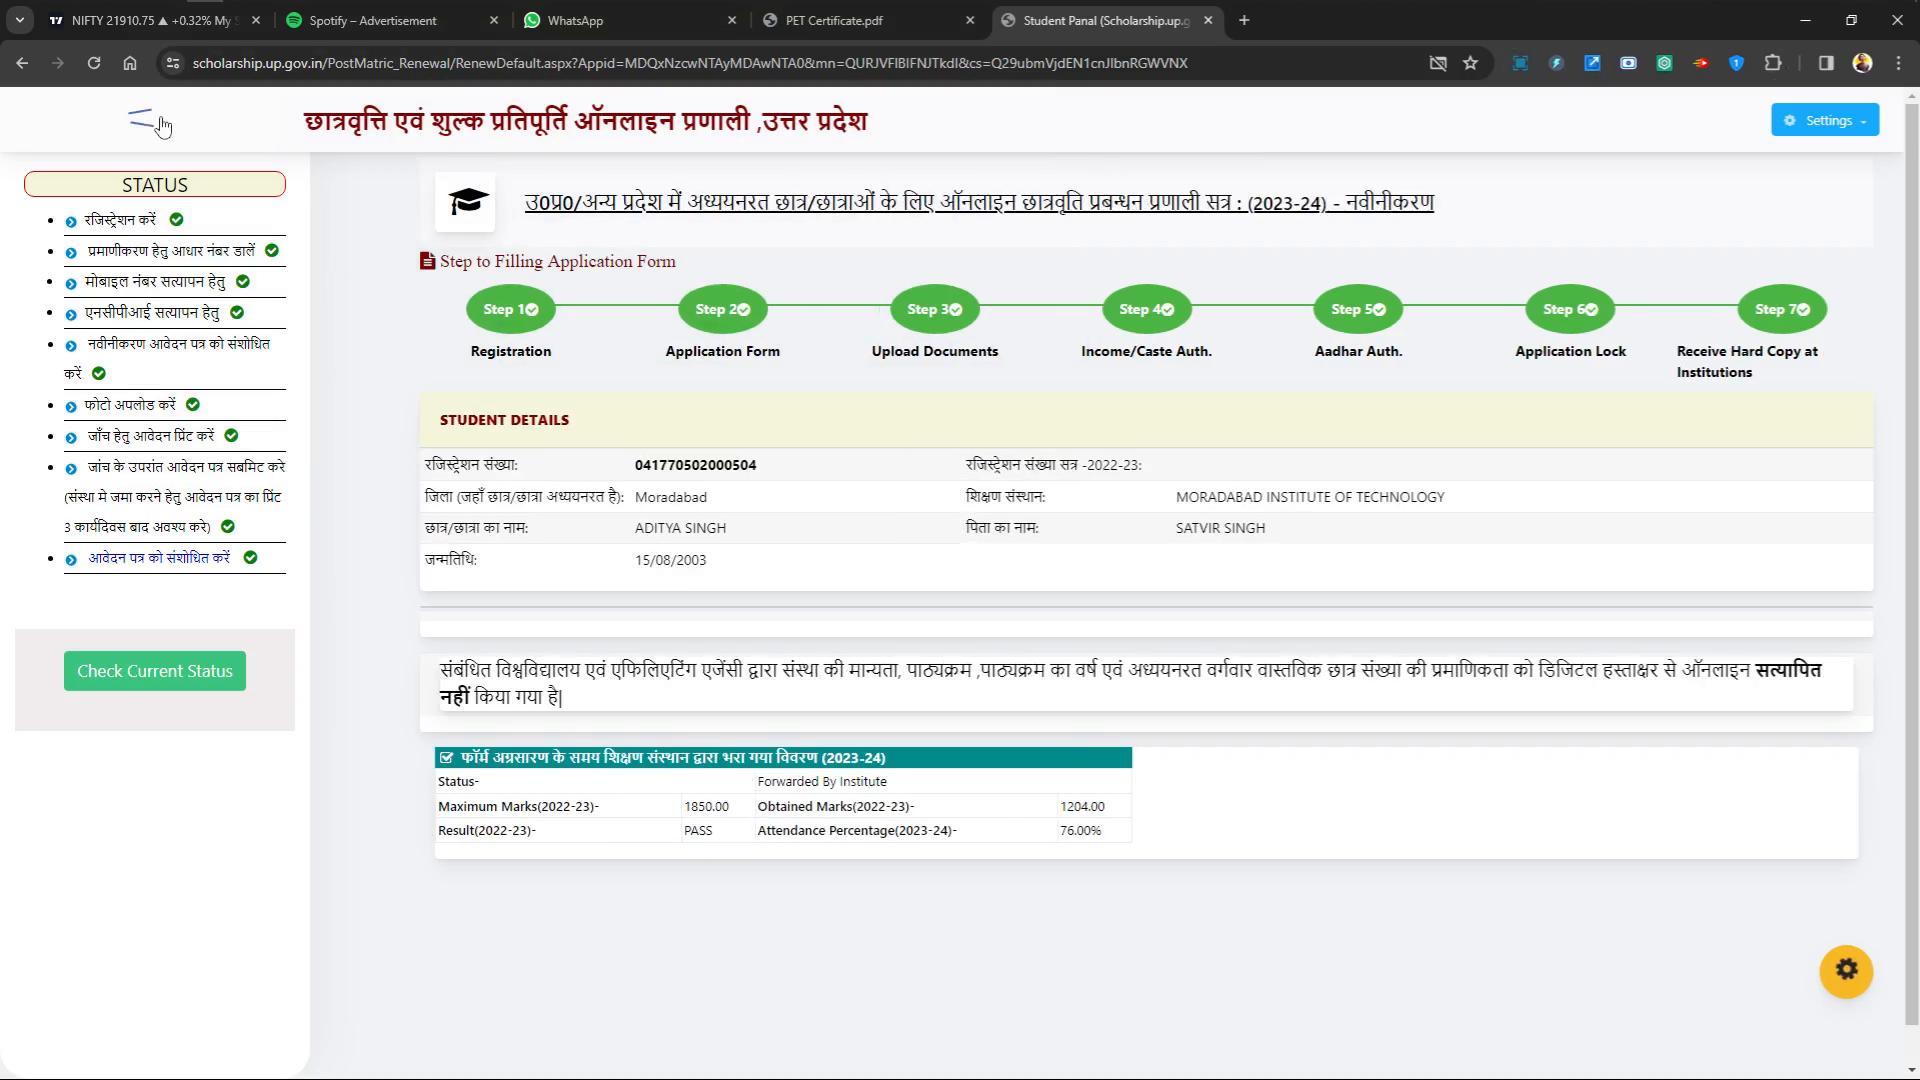 NIFTY 21910.75 ▲ +0.32% My
Spotify – Advertisement
WhatsApp
PET Certificate.pdf
Student Panal (Scholarship.up.g
scholarship.up.gov.in/PostMatric_Renewal/RenewDefault.aspx?Appid=MDQxNzcwNTAyMDAwNTA0&mn=QURJVFlBIFNJTkdI&cs=Q29ubmVjdEN1cnJlbnRGWVNX
छात्रवृत्ति एवं शुल्क प्रतिपूर्ति ऑनलाइन प्रणाली ,उत्तर प्रदेश
Settings
STATUS
रजिस्ट्रेशन करें
प्रमाणीकरण हेतु आधार नंबर डालें
मोबाइल नंबर सत्यापन हेतु
एनसीपीआई सत्यापन हेतु
नवीनीकरण आवेदन पत्र को संशोधित
करें
फोटो अपलोड करें
जाँच हेतु आवेदन प्रिंट करें
जांच के उपरांत आवेदन पत्र सबमिट करे
(संस्था मे जमा करने हेतु आवेदन पत्र का प्रिंट
3 कार्यदिवस बाद अवश्य करे)
आवेदन पत्र को संशोधित करें
Check Current Status
उ0प्र0/अन्य प्रदेश में अध्ययनरत छात्र/छात्राओं के लिए ऑनलाइन छात्रवृति प्रबन्धन प्रणाली सत्र : (2023-24) - नवीनीकरण
Step to Filling Application Form
Step 1 Step 2 Step 3 Step 4 Step 5 Step 6 Step 7
Registration Application Form Upload Documents Income/Caste Auth. Aadhar Auth. Application Lock Receive Hard Copy at
Institutions
STUDENT DETAILS
रजिस्ट्रेशन संख्या: 041770502000504 रजिस्ट्रेशन संख्या सत्र -2022-23:
जिला (जहाँ छात्र/छात्रा अध्ययनरत है): Moradabad शिक्षण संस्थान: MORADABAD INSTITUTE OF TECHNOLOGY
छात्र/छात्रा का नाम: ADITYA SINGH पिता का नाम: SATVIR SINGH
जन्मतिथि: 15/08/2003
संबंधित विश्वविद्यालय एवं एफिलिएटिंग एजेंसी द्वारा संस्था की मान्यता, पाठ्यक्रम ,पाठ्यक्रम का वर्ष एवं अध्ययनरत वर्गवार वास्तविक छात्र संख्या की प्रमाणिकता को डिजिटल हस्ताक्षर से ऑनलाइन सत्यापित
नहीं किया गया है|
फॉर्म अग्रसारण के समय शिक्षण संस्थान द्वारा भरा गया विवरण (2023-24)
Status- Forwarded By Institute
Maximum Marks(2022-23)- 1850.00 Obtained Marks(2022-23)- 1204.00
Result(2022-23)- PASS Attendance Percentage(2023-24)- 76.00%